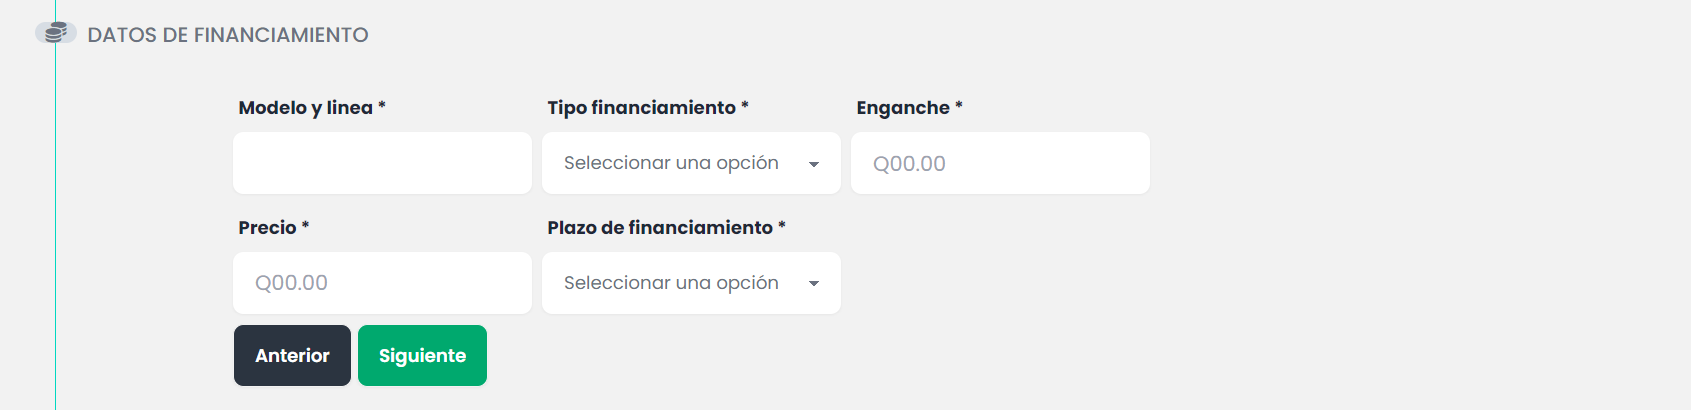 DATOS DE FINANCIAMIENTO
Modelo y linea * Tipo financiamiento * Enganche *
Seleccionar una opción Q00.00
Precio * Plazo de financiamiento *
Q00.00 Seleccionar una opción
Anterior Siguiente